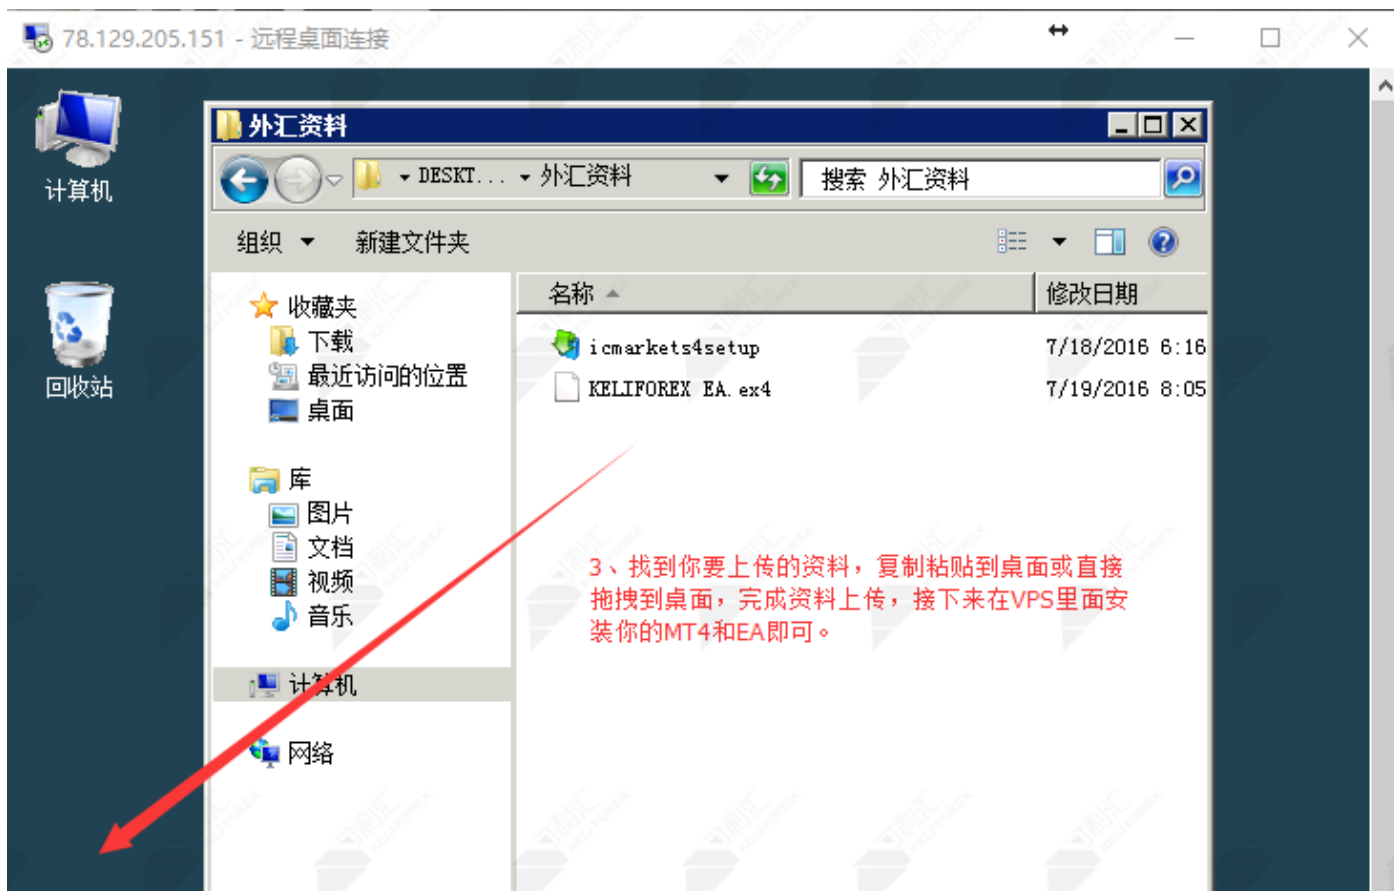 78.129.205.151 - 远程桌面连接
计算机
回收站
外汇资料
DESKT... 外汇资料
搜索 外汇资料
组织 新建文件夹
名称 修改日期
收藏夹
下载
最近访问的位置
桌面
库
图片
文档
视频
音乐
计算机
网络
icmarkets4setup 7/18/2016 6:16
KELIFOREX EA.ex4 7/19/2016 8:05
3、找到你要上传的资料，复制粘贴到桌面或直接
拖拽到桌面，完成资料上传，接下来在VPS里面安
装你的MT4和EA即可。